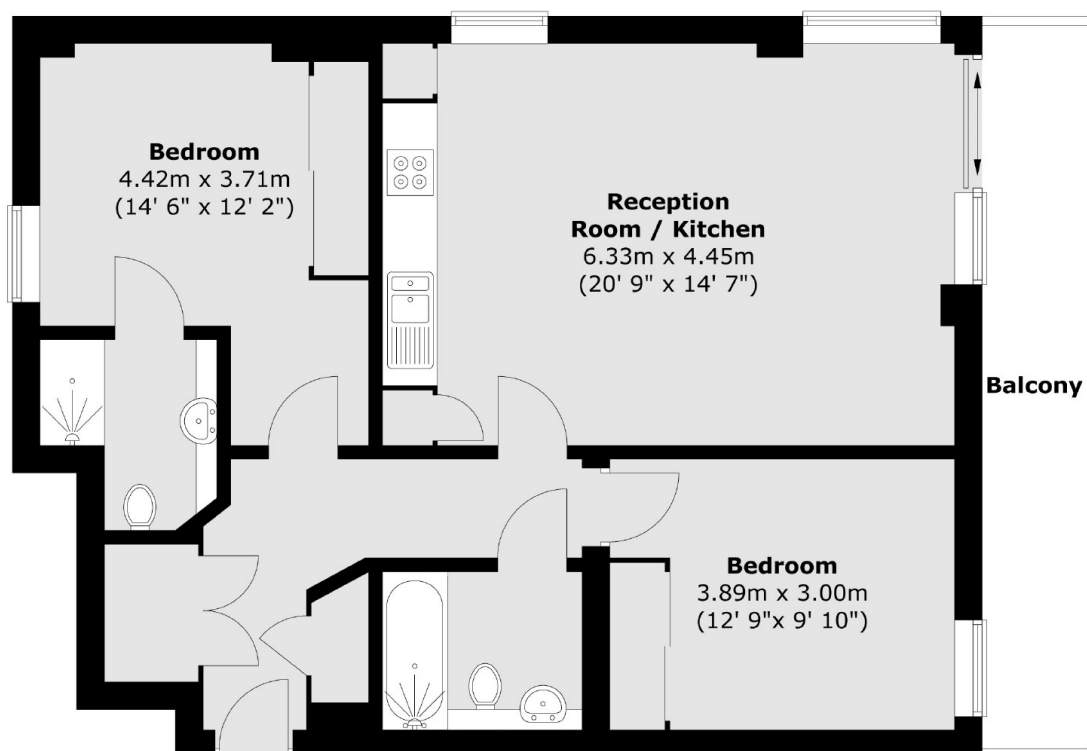 Bedroom
4.42m x 3.71m
(14' 6" x 12' 2")
Reception
Room / Kitchen
6.33m x 4.45m
(20' 9" x 14' 7")
Balcony
Bedroom
3.89m x 3.00m
(12' 9"x 9' 10")